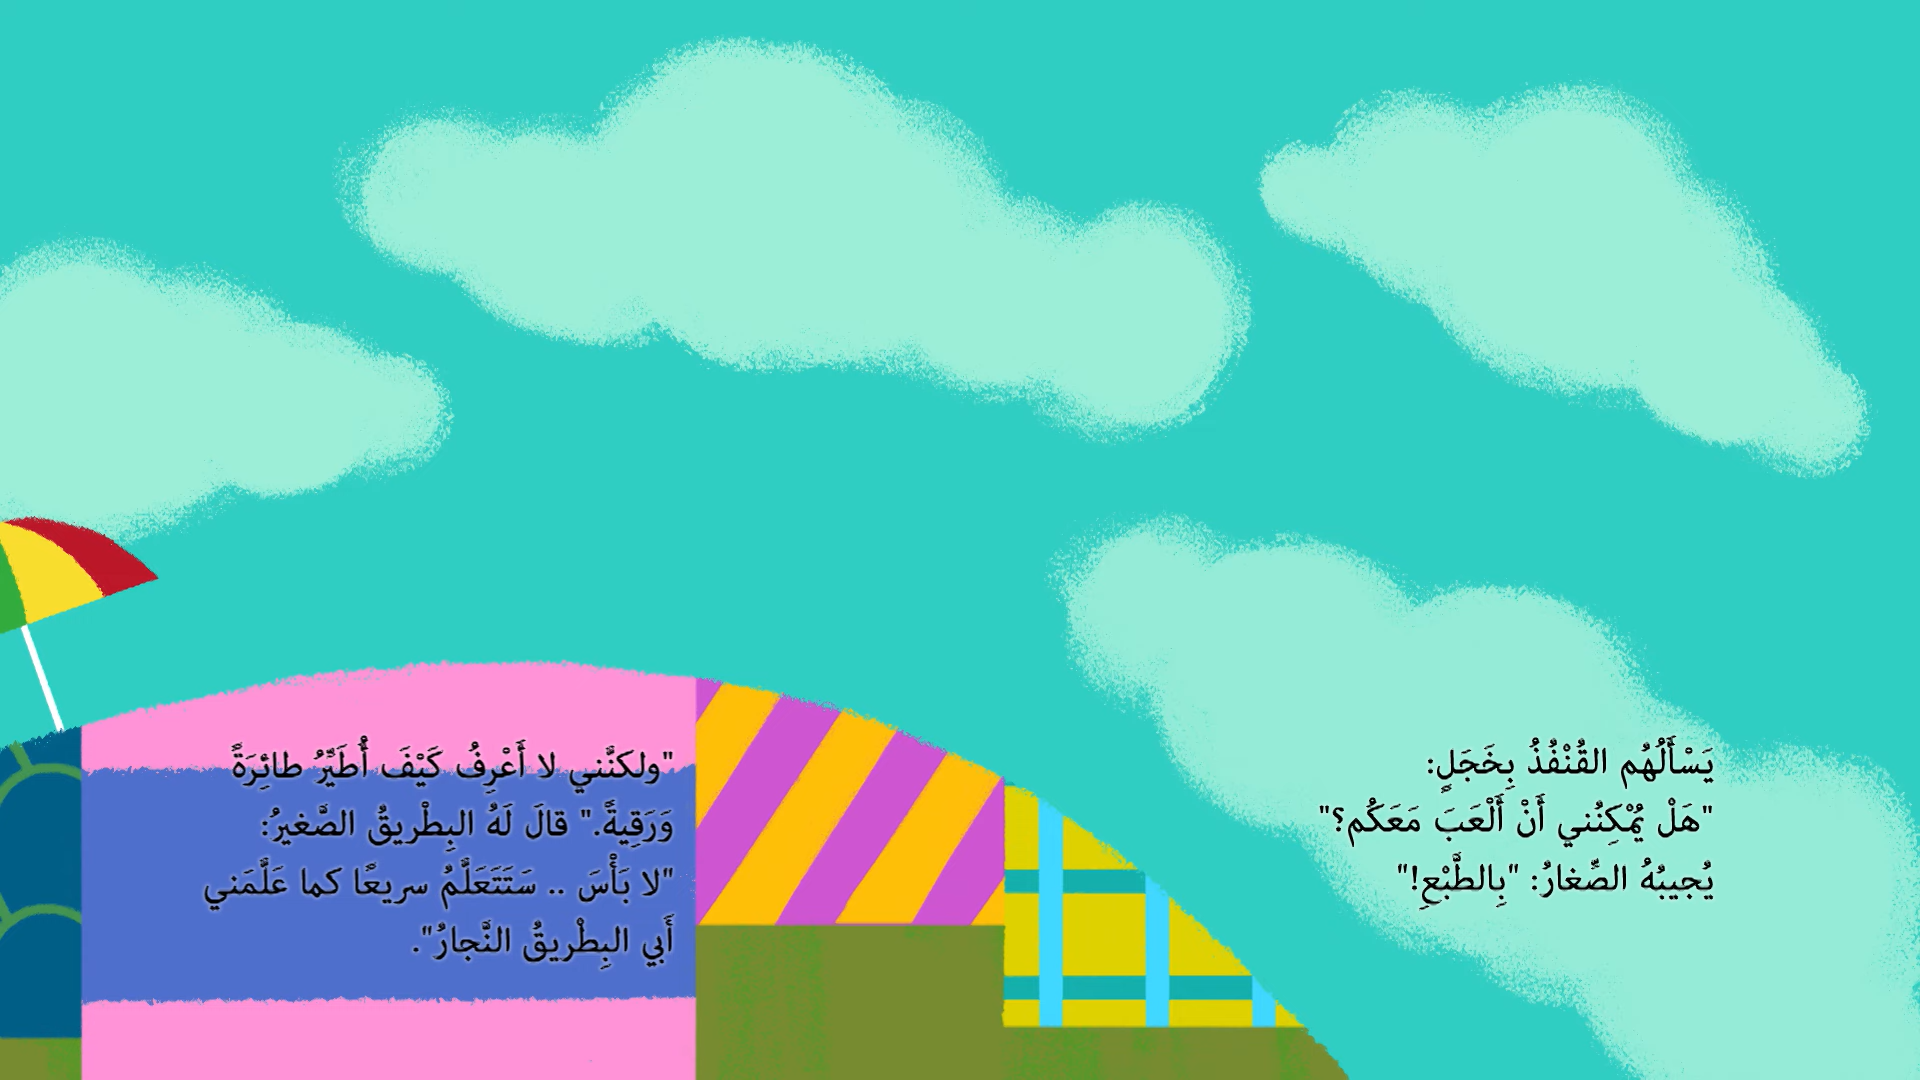 يَسْأَلُهُم القُنْفُذُ بِخَجَلٍ:
"هَلْ يُمْكِنُني أَنْ أَلْعَبَ مَعَكُم؟"
يُجيبُهُ الصِّغارُ: "بِالطَّبْعِ!"
"ولكنَّني لا أَعْرِفُ كَيْفَ أُطَيِّرُ طائِرَةً
وَرَقِيةً." قالَ لَهُ البِطْريقُ الصَّغيرُ:
"لا بَأْسَ .. سَتَتَعَلَّمُ سريعًا كما عَلَّمَني
أَبي البِطْريقُ النَّجارُ".